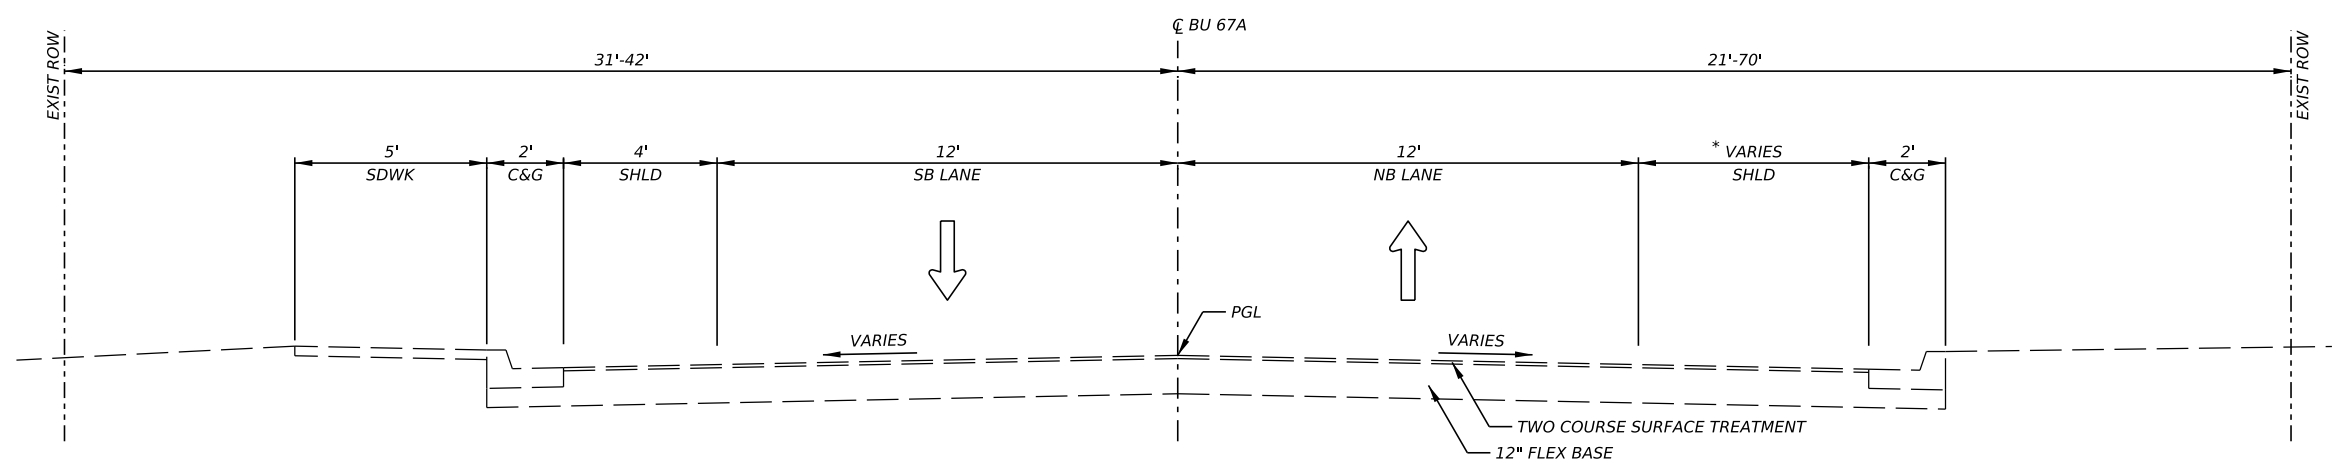 ℄ BU 67A
EXIST ROW
31'-42'
21'-70'
EXIST ROW
5'
2'
4'
12'
12'
* VARIES
2'
SDWK
C&G
SHLD
SB LANE
NB LANE
SHLD
C&G
PGL
VARIES
VARIES
TWO COURSE SURFACE TREATMENT
12" FLEX BASE